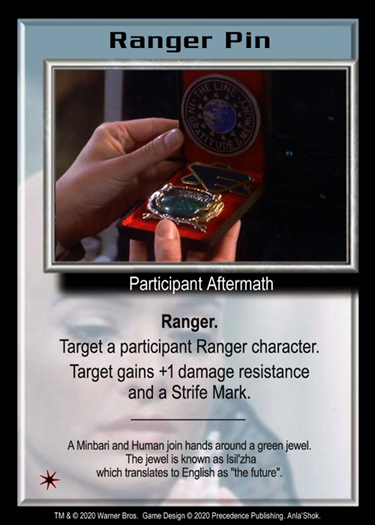 Ranger Pin
THE LINE
Participant Aftermath
Ranger.
Target a participant Ranger character.
Target gains +1 damage resistance
and a Strife Mark.
A Minbari and Human join hands around a green jewel.
The jewel is known as Isil'zha
which translates to English as "the future".
TM & © 2020 Warner Bros. Game Design © 2020 Precedence Publishing. Anla'Shok.